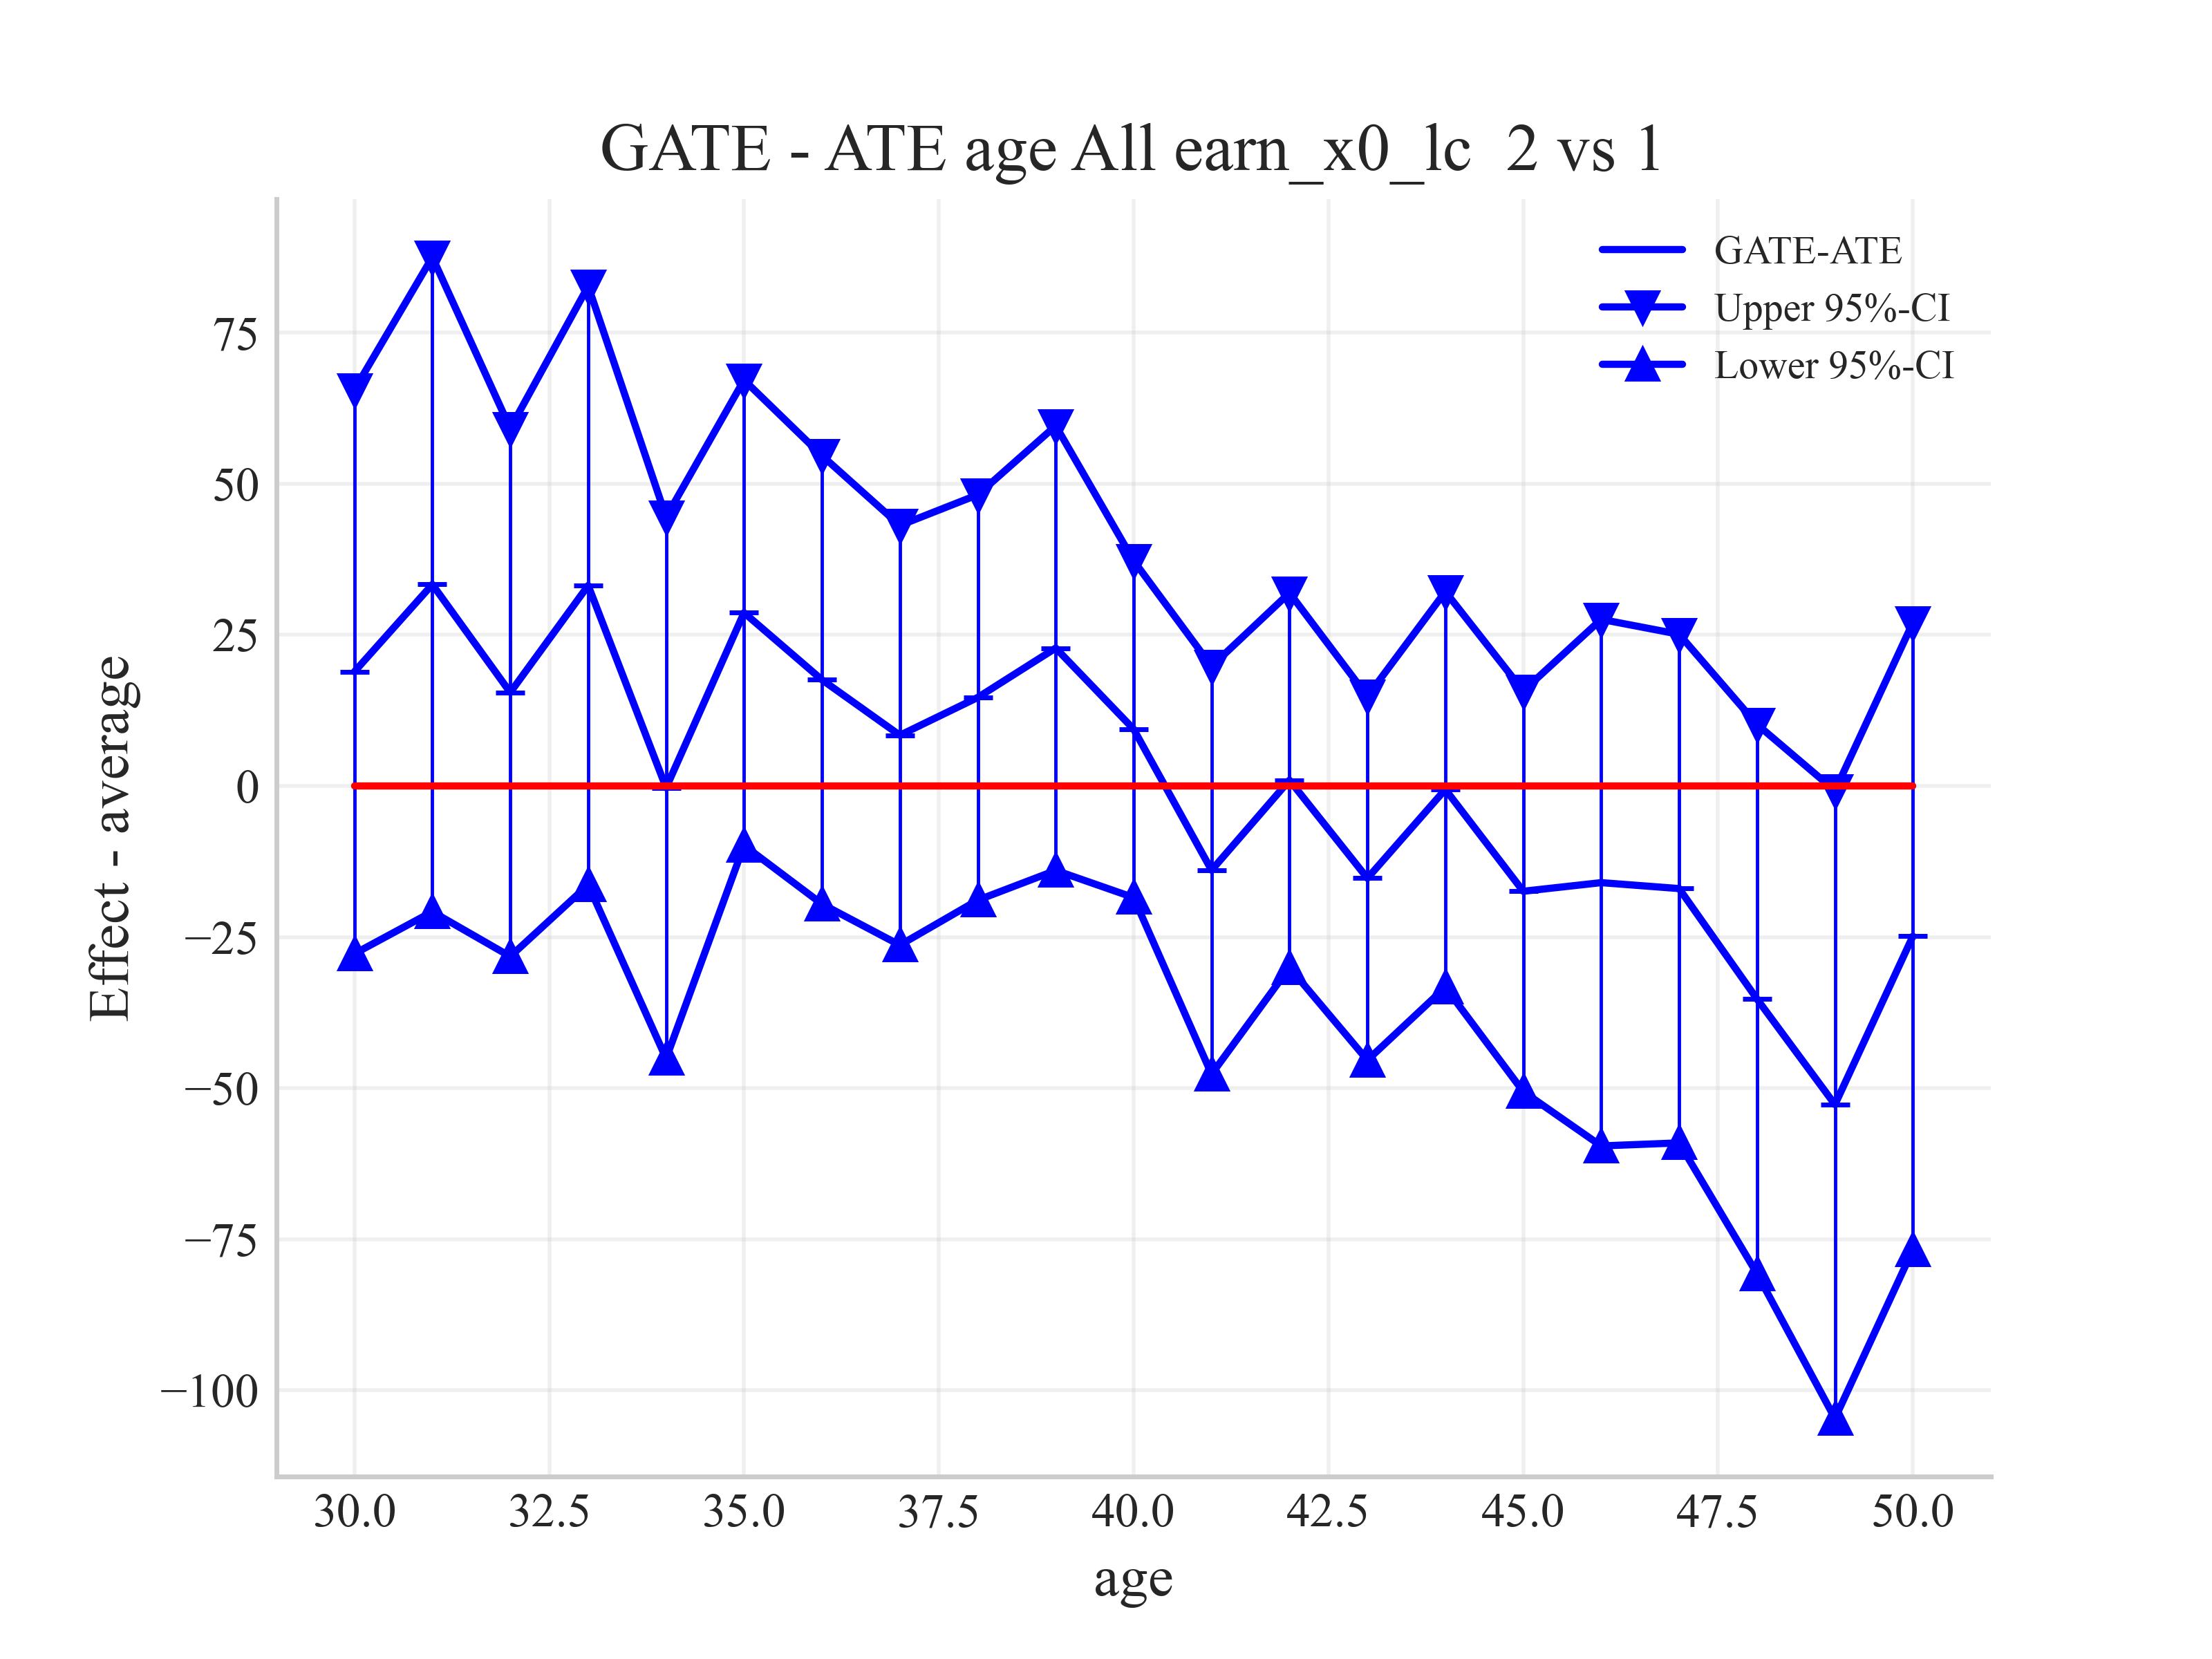 GATE - ATE age All earn_x0_lc  2 vs 1
GATE-ATE
Upper 95%-CI
Lower 95%-CI
75
50
25
0
−25
−50
−75
−100
Effect - average
30.0 32.5 35.0 37.5 40.0 42.5 45.0 47.5 50.0
age